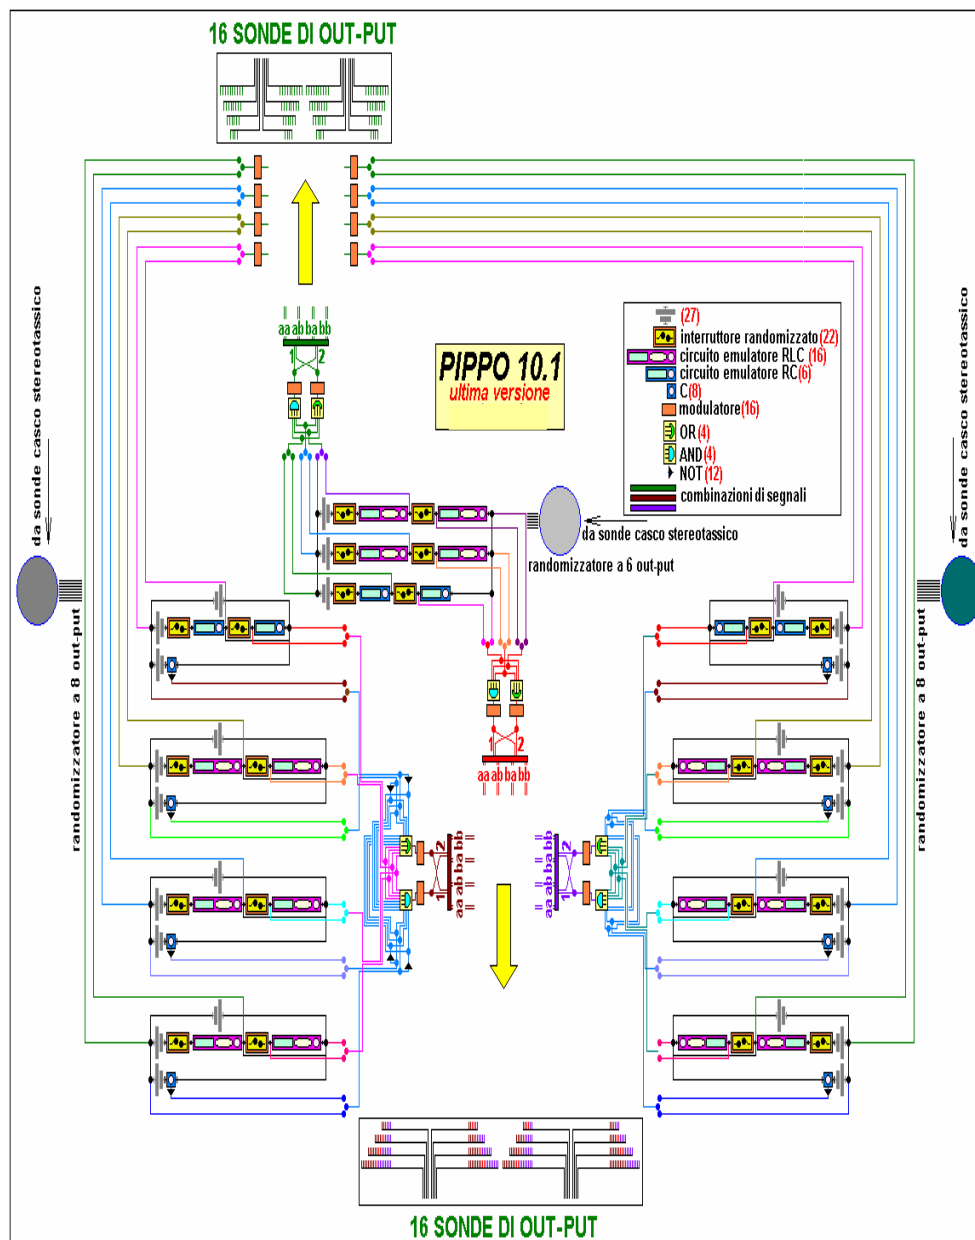 16 SONDE DI OUT-PUT
da sonde casco stereotassico
da sonde casco stereotassico
aa ab ba bb
1 2
PIPPO 10.1
ultima versione
(27)
interruttore randomizzato (22)
circuito emulatore RLC (16)
circuito emulatore RC (6)
C (8)
modulatore (16)
OR (4)
AND (4)
NOT (12)
combinazioni di segnali
da sonde casco stereotassico
randomizzatore a 6 out-put
randomizzatore a 8 out-put
randomizzatore a 8 out-put
1 2
aa ab ba bb
1 2
aa ab ba bb
1 2
aa ab ba bb
16 SONDE DI OUT-PUT